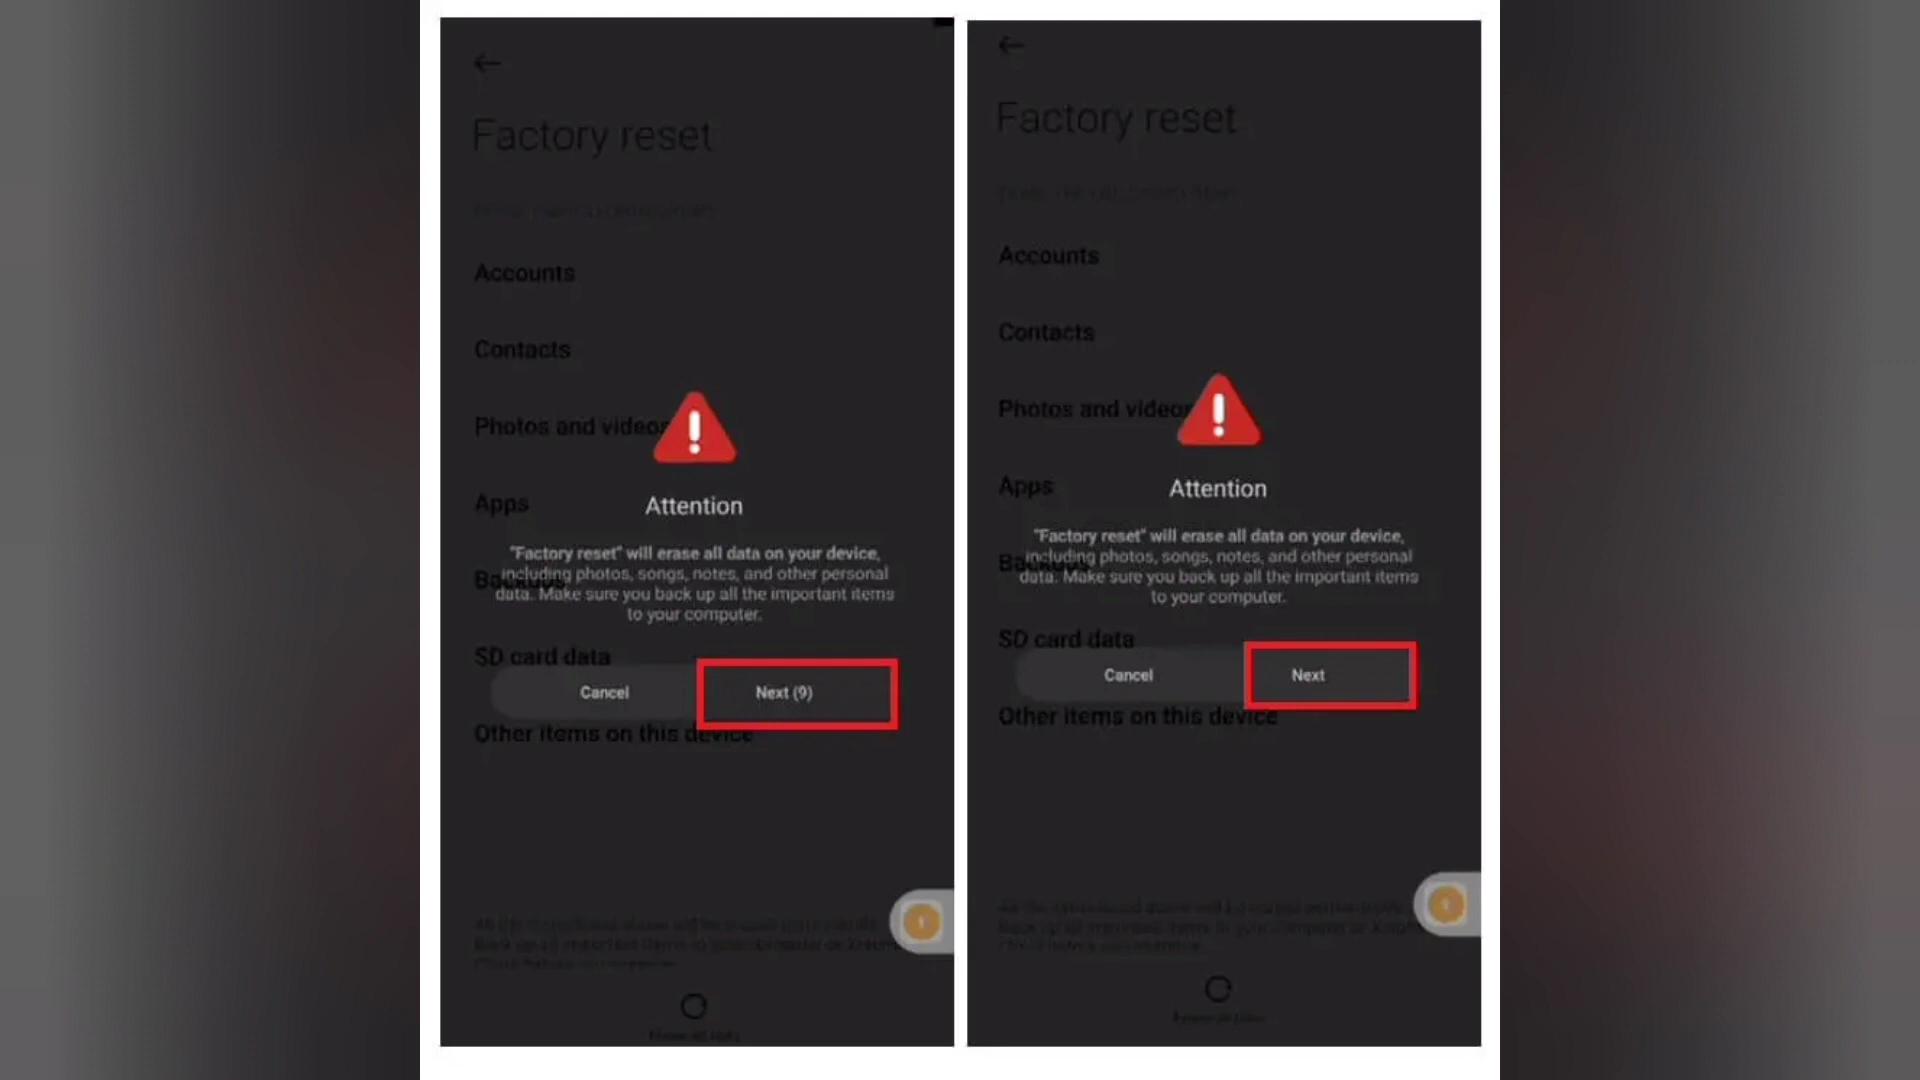 Factory reset
Accounts
Contacts
Photos and videos
Apps
Attention
"Factory reset" will erase all data on your device,
including photos, songs, notes, and other personal
Backups
data. Make sure you back up all the important items
to your computer.
SD card data
Cancel
Next (9)
Other items on this device
Factory reset
Accounts
Contacts
Photos and videos
Apps
Attention
"Factory reset" will erase all data on your device,
including photos, songs, notes, and other personal
Backups
data. Make sure you back up all the important items
to your computer.
SD card data
Cancel
Next
Other items on this device